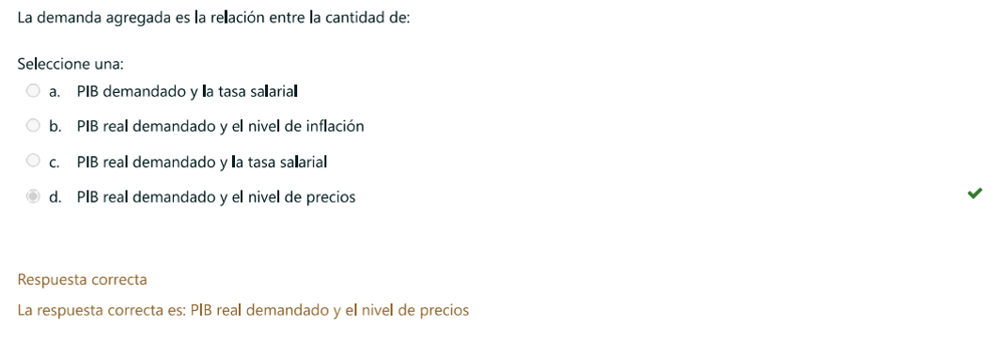 La demanda agregada es la relación entre la cantidad de:
Seleccione una:
a. PIB demandado y la tasa salarial
b. PIB real demandado y el nivel de inflación
c. PIB real demandado y la tasa salarial
d. PIB real demandado y el nivel de precios
Respuesta correcta
La respuesta correcta es: PIB real demandado y el nivel de precios